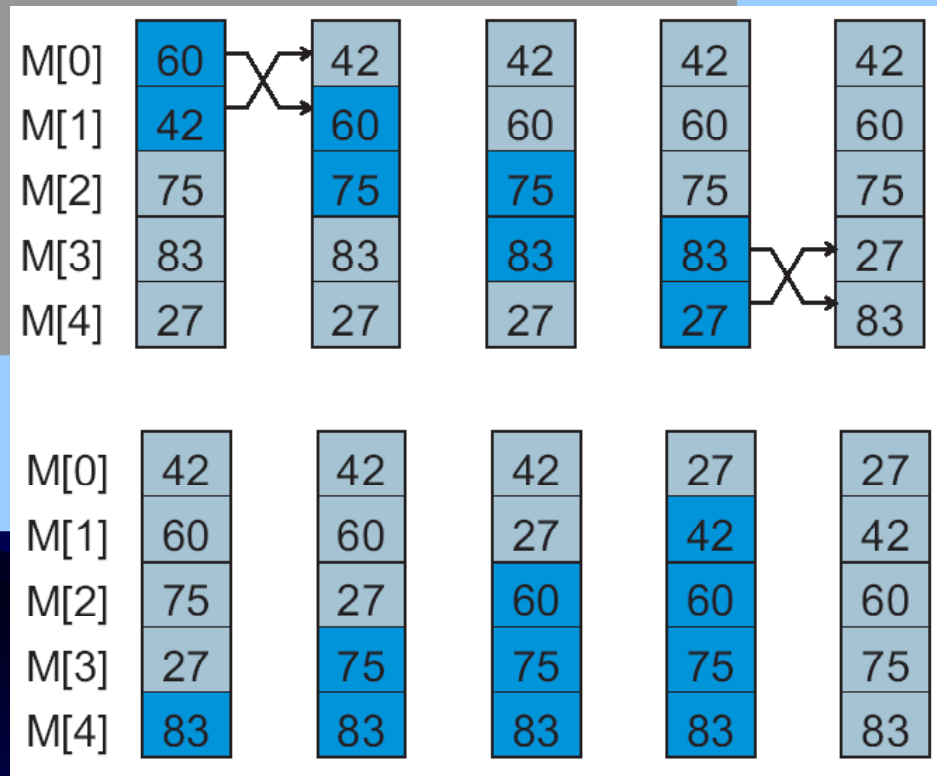 M[0] 60 42 42 42 42
M[1] 42 60 60 60 60
M[2] 75 75 75 75 75
M[3] 83 83 83 83 27
M[4] 27 27 27 27 83
M[0] 42 42 42 27 27
M[1] 60 60 27 42 42
M[2] 75 27 60 60 60
M[3] 27 75 75 75 75
M[4] 83 83 83 83 83